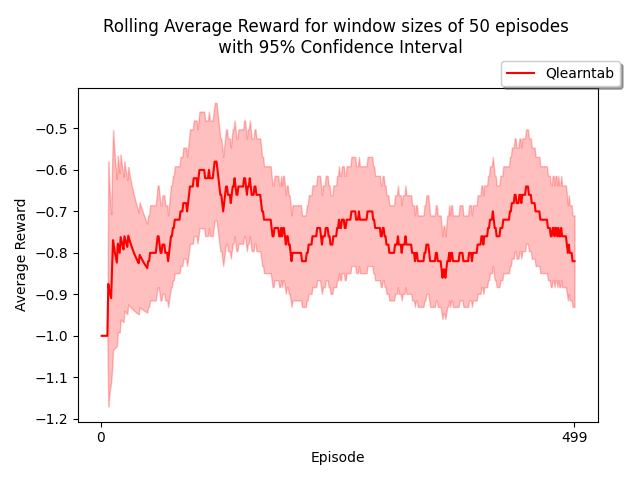 Rolling Average Reward for window sizes of 50 episodes
with 95% Confidence Interval
Qlearntab
−0.5
−0.6
−0.7
−0.8
−0.9
−1.0
−1.1
−1.2
Average Reward
0
499
Episode